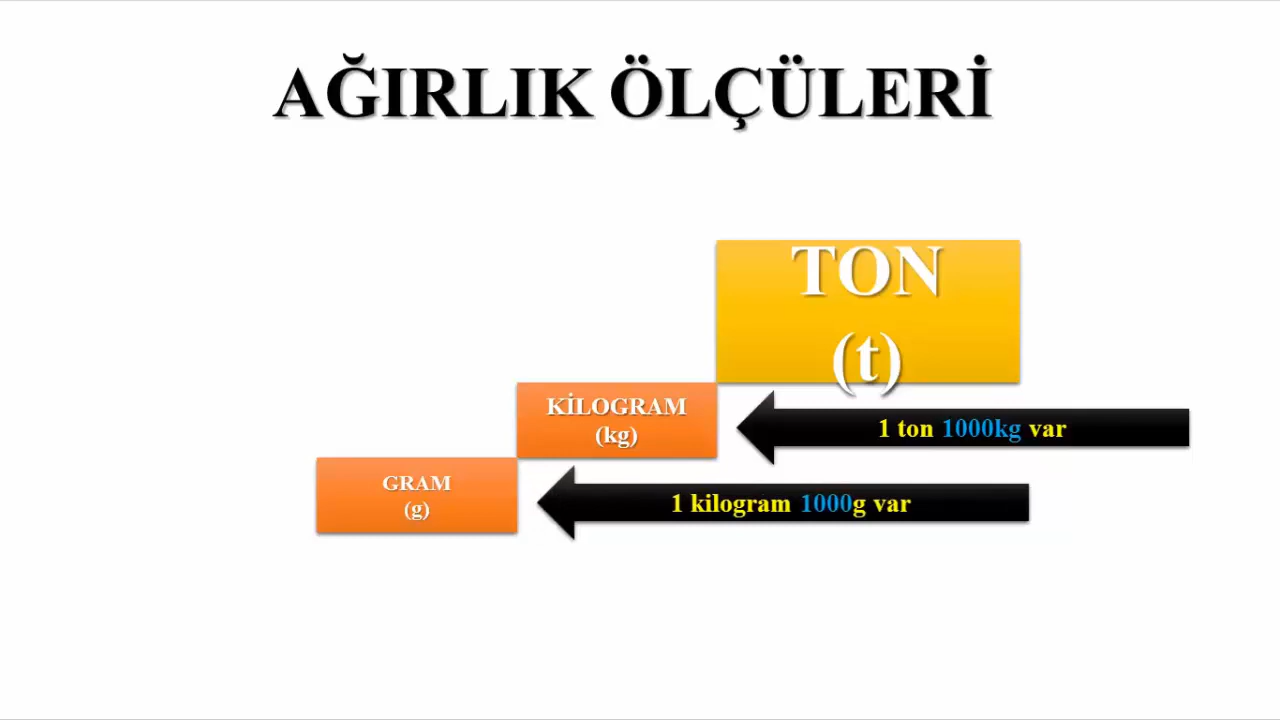 AĞIRLIK ÖLÇÜLERİ
TON
(t)
KİLOGRAM
(kg)
1 ton 1000kg var
GRAM
(g)
1 kilogram 1000g var